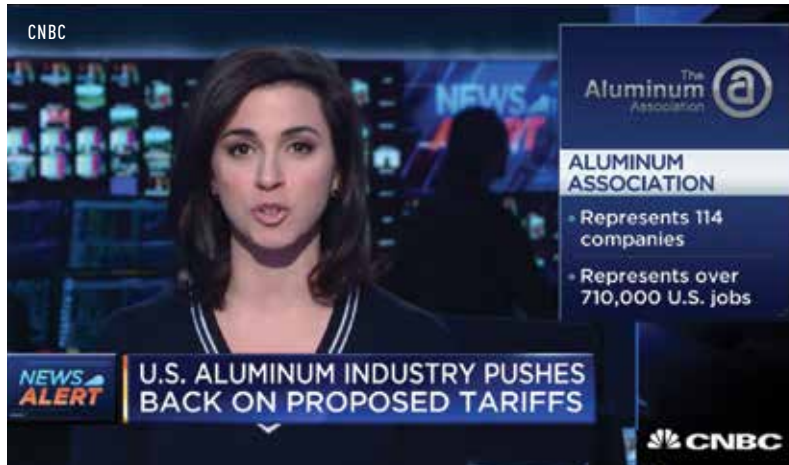 CNBC
NEWS
ALERT
The
Aluminum
Association
a
ALUMINUM
ASSOCIATION
• Represents 114
companies
• Represents over
710,000 U.S. jobs
NEWS
ALERT
U.S. ALUMINUM INDUSTRY PUSHES
BACK ON PROPOSED TARIFFS
CNBC